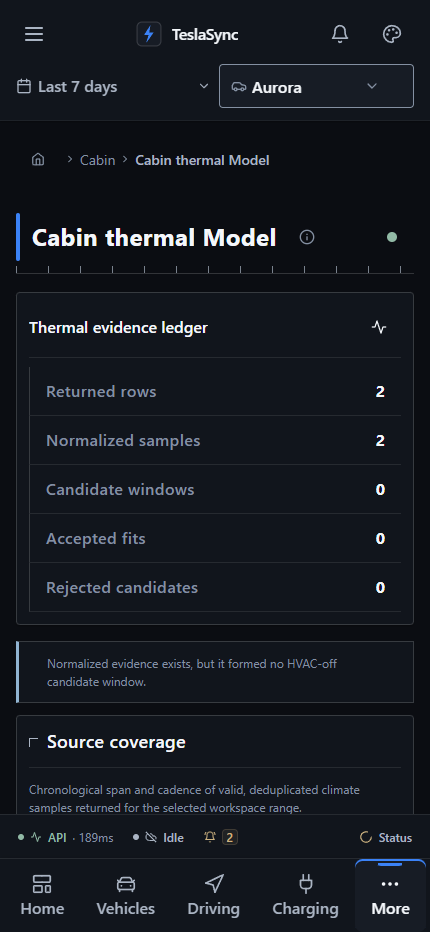 TeslaSync
Last 7 days
Aurora
Cabin
Cabin thermal Model
Cabin thermal Model
Thermal evidence ledger
Returned rows 2
Normalized samples 2
Candidate windows 0
Accepted fits 0
Rejected candidates 0
Normalized evidence exists, but it formed no HVAC-off
candidate window.
Source coverage
Chronological span and cadence of valid, deduplicated climate
samples returned for the selected workspace range.
API · 189ms Idle 2 Status
Home Vehicles Driving Charging More